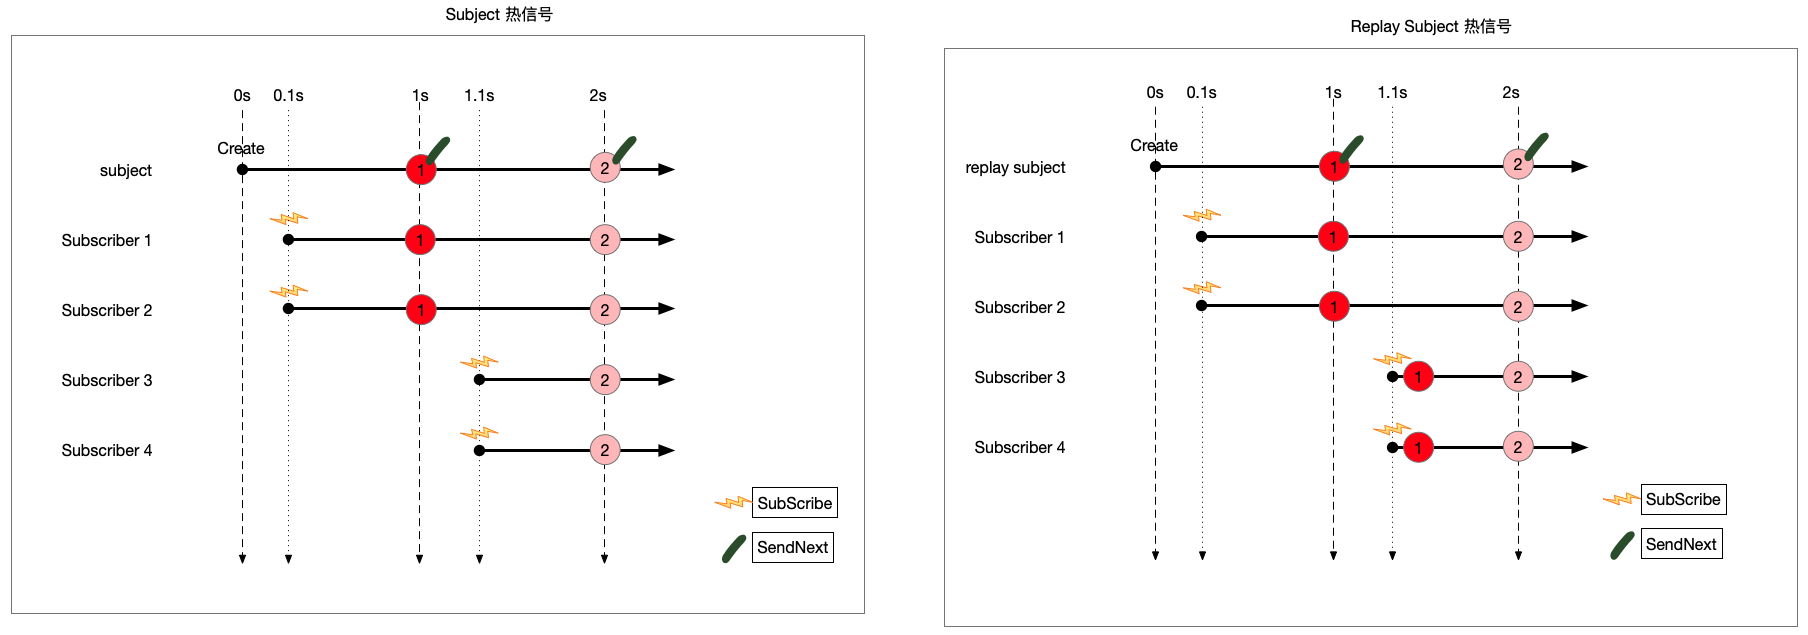 Subject 热信号
0s 0.1s 1s 1.1s 2s
Create
subject 1 2
Subscriber 1 1 2
Subscriber 2 1 2
Subscriber 3 2
Subscriber 4 2
SubScribe
SendNext
Replay Subject 热信号
0s 0.1s 1s 1.1s 2s
Create
replay subject 1 2
Subscriber 1 1 2
Subscriber 2 1 2
Subscriber 3 1 2
Subscriber 4 1 2
SubScribe
SendNext